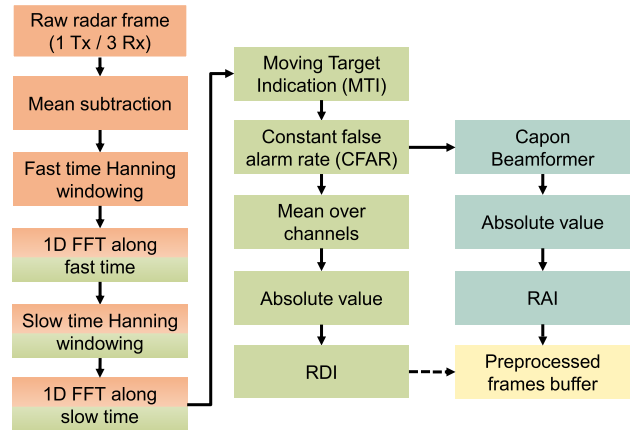 Raw radar frame
(1 Tx / 3 Rx)
Mean subtraction
Fast time Hanning
windowing
1D FFT along
fast time
Slow time Hanning
windowing
1D FFT along
slow time
Moving Target
Indication (MTI)
Constant false
alarm rate (CFAR)
Mean over
channels
Absolute value
RDI
Capon
Beamformer
Absolute value
RAI
Preprocessed
frames buffer